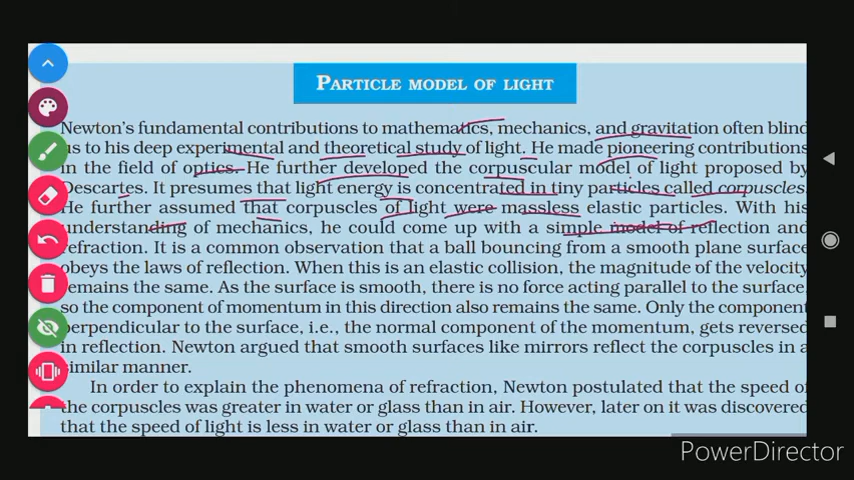 PARTICLE MODEL OF LIGHT
Newton's fundamental contributions to mathematics, mechanics, and gravitation often blind
us to his deep experimental and theoretical study of light. He made pioneering contributions
in the field of optics. He further developed the corpuscular model of light proposed by
Descartes. It presumes that light energy is concentrated in tiny particles called corpuscles.
He further assumed that corpuscles of light were massless elastic particles. With his
understanding of mechanics, he could come up with a simple model of reflection and
refraction. It is a common observation that a ball bouncing from a smooth plane surface
obeys the laws of reflection. When this is an elastic collision, the magnitude of the velocity
remains the same. As the surface is smooth, there is no force acting parallel to the surface,
so the component of momentum in this direction also remains the same. Only the component
perpendicular to the surface, i.e., the normal component of the momentum, gets reversed
in reflection. Newton argued that smooth surfaces like mirrors reflect the corpuscles in a
similar manner.
In order to explain the phenomena of refraction, Newton postulated that the speed of
the corpuscles was greater in water or glass than in air. However, later on it was discovered
that the speed of light is less in water or glass than in air.
PowerDirector